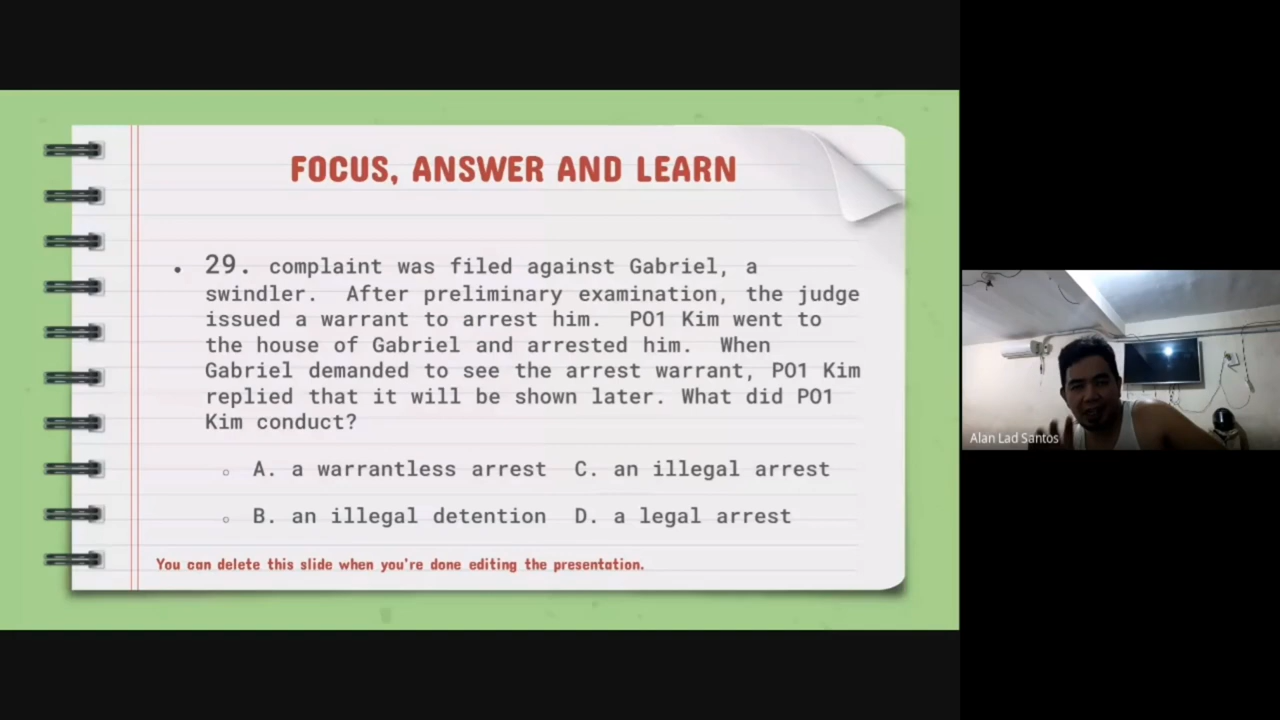 FOCUS, ANSWER AND LEARN
• 29. complaint was filed against Gabriel, a
swindler. After preliminary examination, the judge
issued a warrant to arrest him. PO1 Kim went to
the house of Gabriel and arrested him. When
Gabriel demanded to see the arrest warrant, PO1 Kim
replied that it will be shown later. What did PO1
Kim conduct?
○ A. a warrantless arrest C. an illegal arrest
○ B. an illegal detention D. a legal arrest
You can delete this slide when you're done editing the presentation.
Alan Lad Santos